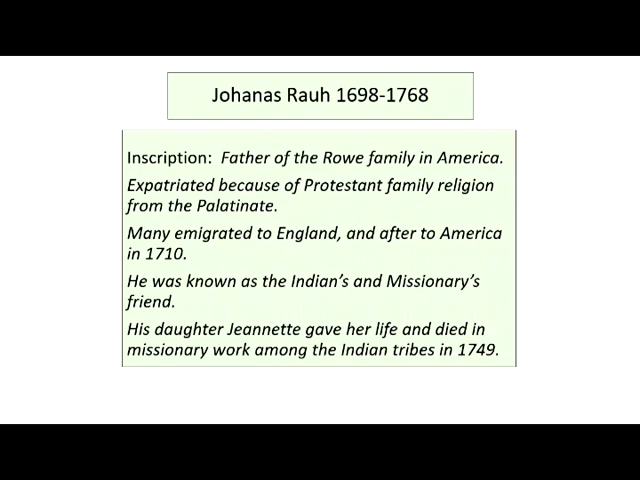 Johanas Rauh 1698-1768
Inscription: Father of the Rowe family in America.
Expatriated because of Protestant family religion
from the Palatinate.
Many emigrated to England, and after to America
in 1710.
He was known as the Indian's and Missionary's
friend.
His daughter Jeannette gave her life and died in
missionary work among the Indian tribes in 1749.